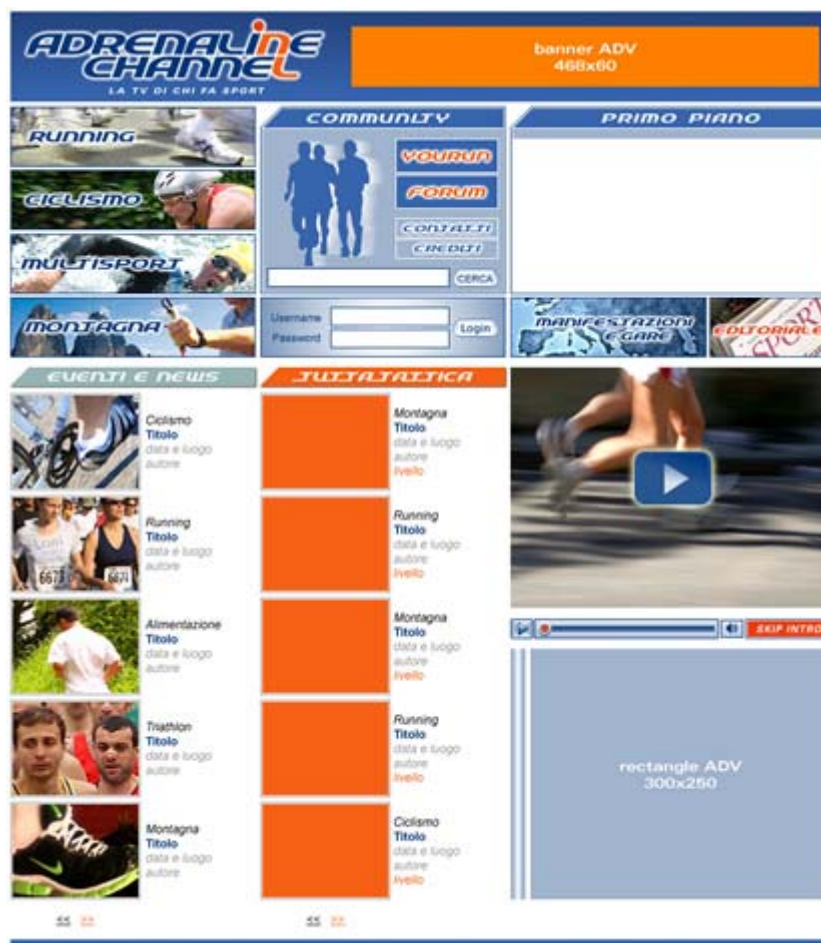 ADRENALINE
CHANNEL
LA TV DI CHI FA SPORT
banner ADV
468x60
RUNNING
CICLISMO
MULTISPORT
MONTAGNA
COMMUNITY
YOURUN
FORUM
CONTATTI
CREDITI
CERCA
Username
Password
Login
PRIMO PIANO
MANIFESTAZIONI
E GARE
SPORT
EDITORIALE
EVENTI E NEWS
Ciclismo
Titolo
data e luogo
autore
Running
Titolo
data e luogo
autore
6673
6671
Alimentazione
Titolo
data e luogo
autore
Triathlon
Titolo
data e luogo
autore
Montagna
Titolo
data e luogo
autore
<< >>
TUTTATATTICA
Montagna
Titolo
data e luogo
autore
livello
Running
Titolo
data e luogo
autore
livello
Montagna
Titolo
data e luogo
autore
livello
Running
Titolo
data e luogo
autore
livello
Ciclismo
Titolo
data e luogo
autore
livello
<< >>
SKIP INTRO
rectangle ADV
300x250